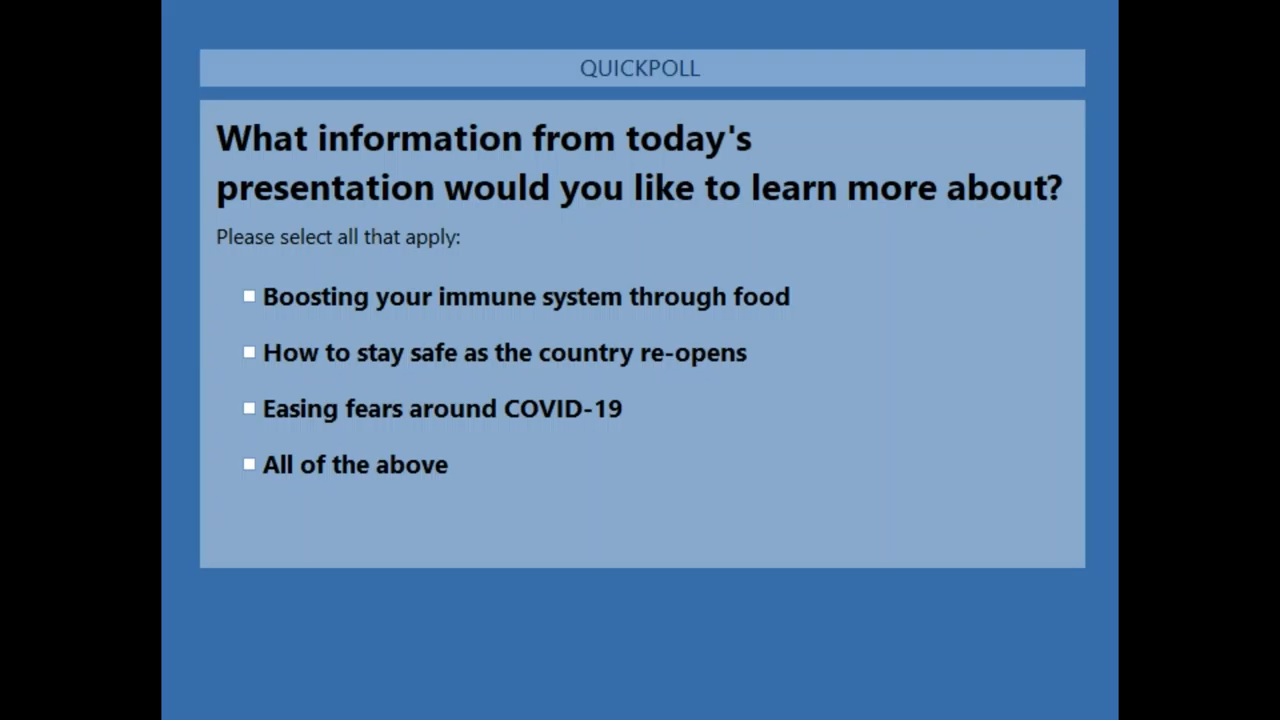 QUICKPOLL
What information from today's
presentation would you like to learn more about?
Please select all that apply:
Boosting your immune system through food
How to stay safe as the country re-opens
Easing fears around COVID-19
All of the above